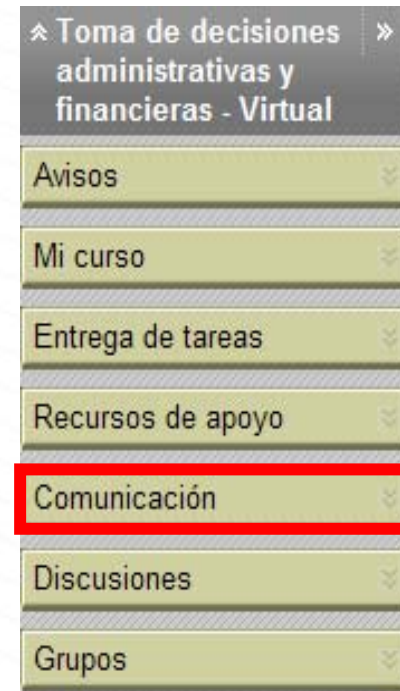 Toma de decisiones
administrativas y
financieras - Virtual
Avisos
Mi curso
Entrega de tareas
Recursos de apoyo
Comunicación
Discusiones
Grupos